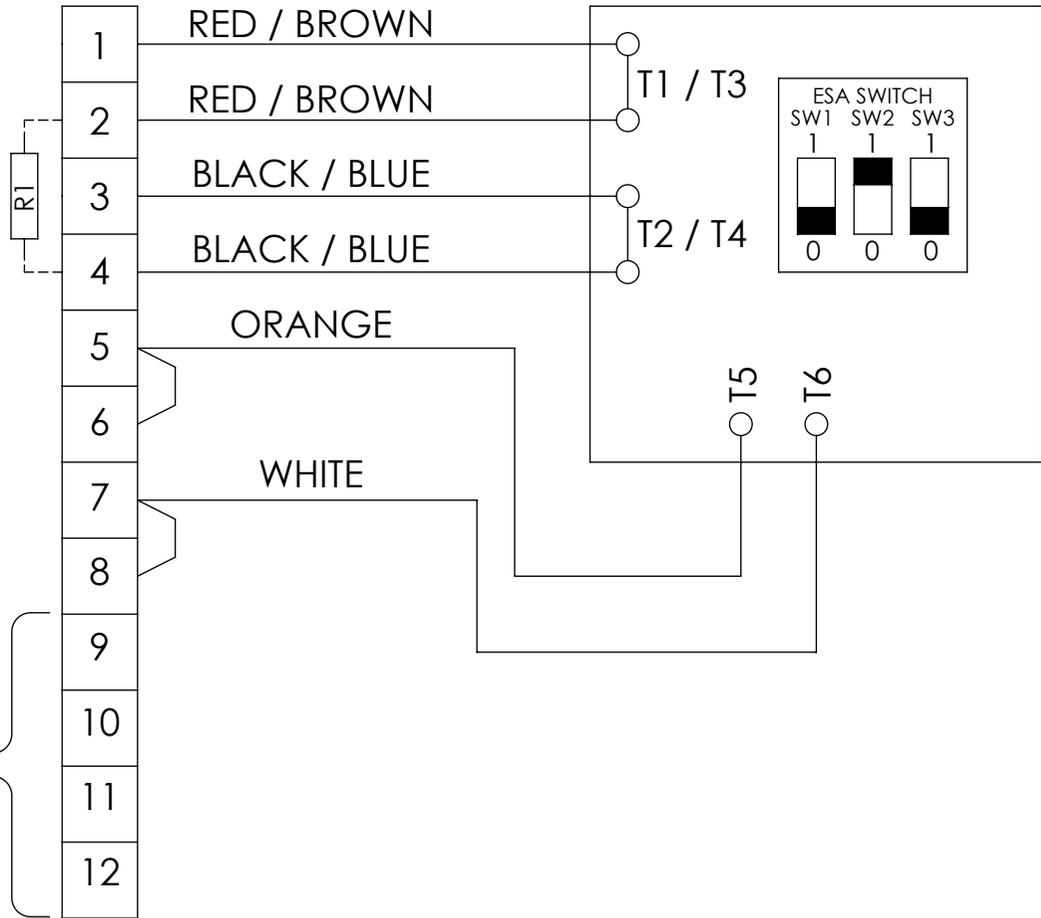 1
RED / BROWN
T1 / T3
2
RED / BROWN
R1
3
BLACK / BLUE
T2 / T4
4
BLACK / BLUE
ESA SWITCH
SW1 SW2 SW3
1 1 1
0 0 0
5
ORANGE
6
T5
T6
7
WHITE
8
9
10
11
12